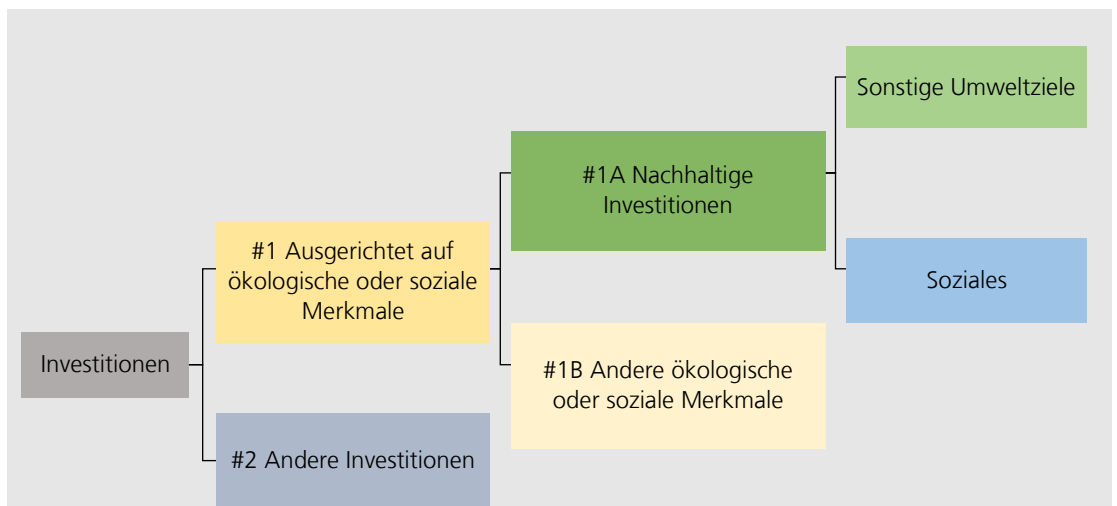 Investitionen
#1 Ausgerichtet auf
ökologische oder soziale
Merkmale
#2 Andere Investitionen
#1A Nachhaltige
Investitionen
#1B Andere ökologische
oder soziale Merkmale
Sonstige Umweltziele
Soziales